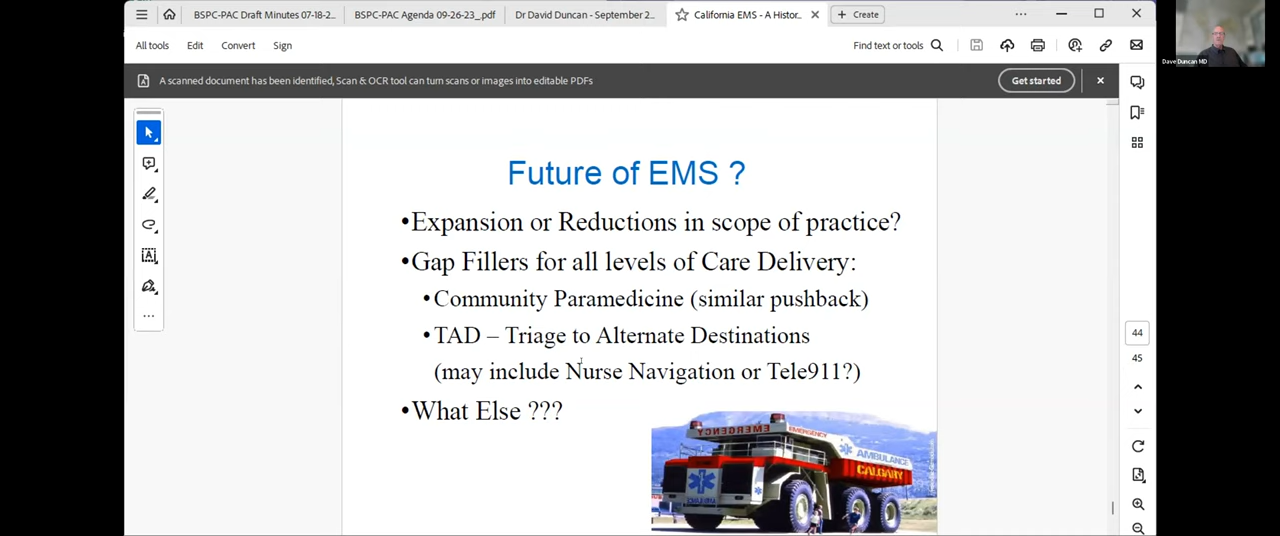 BSPC-PAC Draft Minutes 07-18-2...
BSPC-PAC Agenda 09-26-23_.pdf
Dr David Duncan - September 2...
California EMS - A Histor...
+ Create
All tools
Edit
Convert
Sign
Find text or tools
Dave Duncan MD
A scanned document has been identified, Scan & OCR tool can turn scans or images into editable PDFs
Get started
Future of EMS ?
•Expansion or Reductions in scope of practice?
•Gap Fillers for all levels of Care Delivery:
•Community Paramedicine (similar pushback)
•TAD – Triage to Alternate Destinations
(may include Nurse Navigation or Tele911?)
•What Else ???
EMERGENCY
EMERGENCY
AMBULANCE
CALGARY
44
45